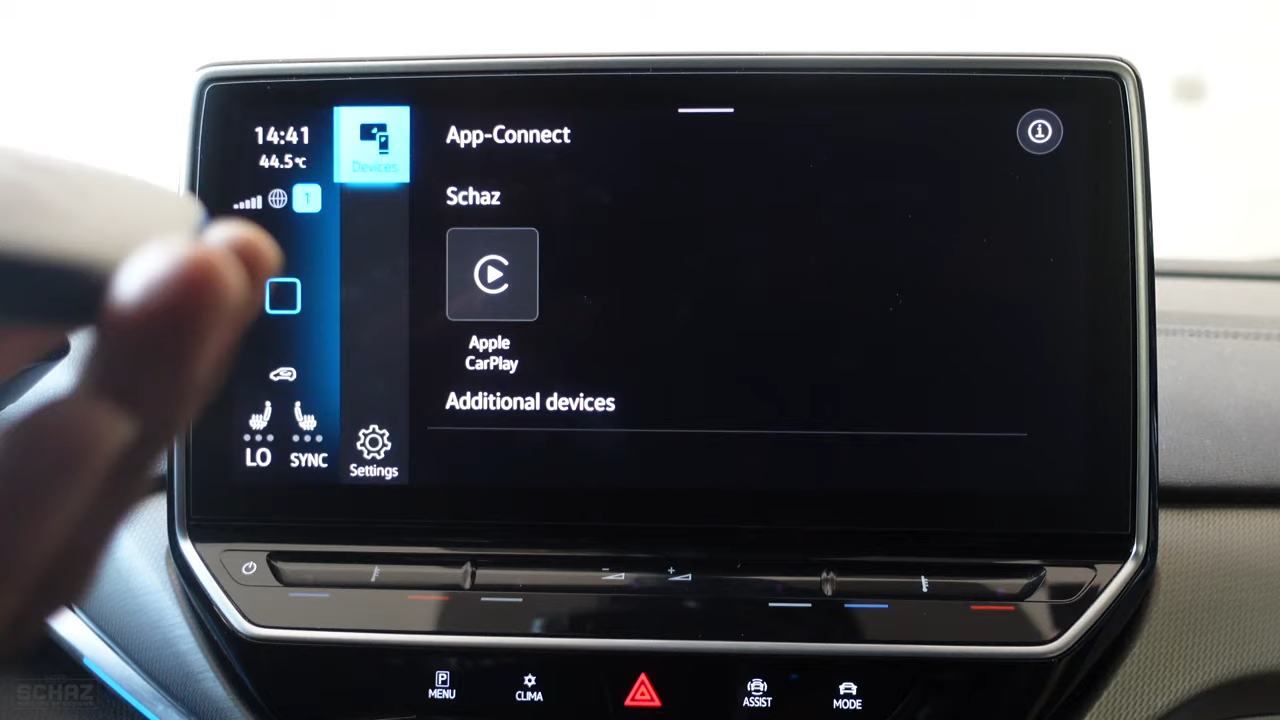 14:41
44.5°C
1
Devices
App-Connect
Schaz
Apple
CarPlay
Additional devices
LO
SYNC
Settings
P
MENU
CLIMA
ASSIST
MODE
SCHAZ